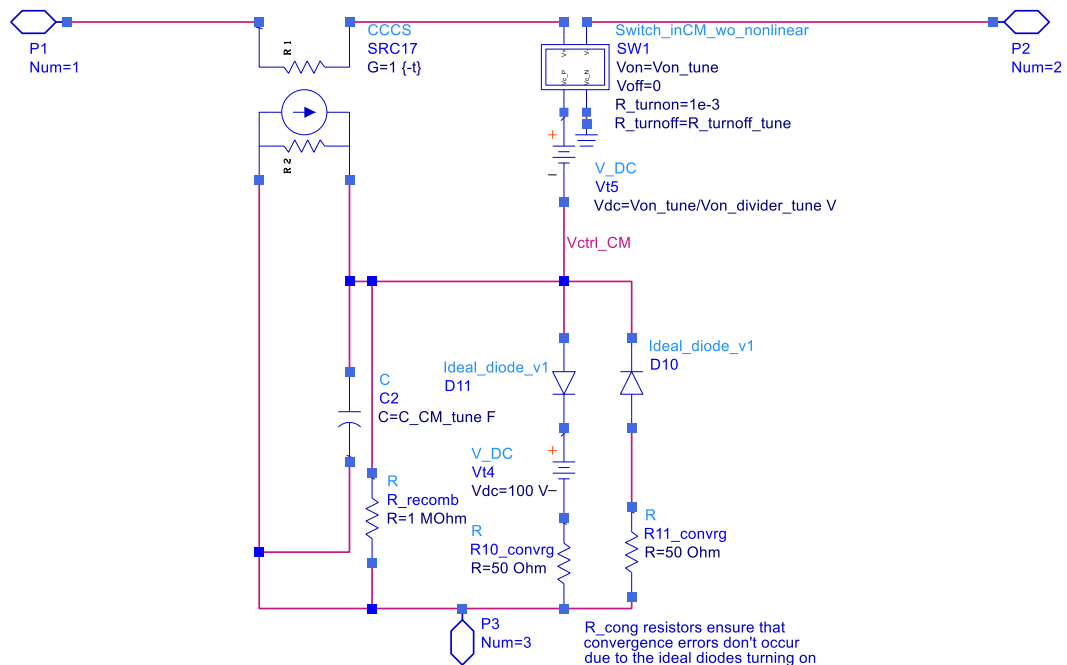 P1
Num=1
R1
CCCS
SRC17
G=1 {-t}
R2
Switch_inCM_wo_nonlinear
SW1
Von=Von_tune
Voff=0
R_turnon=1e-3
R_turnoff=R_turnoff_tune
Vc_P
Vc_N
P2
Num=2
+
–
V_DC
Vt5
Vdc=Von_tune/Von_divider_tune V
Vctrl_CM
Ideal_diode_v1
D11
Ideal_diode_v1
D10
C
C2
C=C_CM_tune F
V_DC
Vt4
Vdc=100 V
+
–
R
R_recomb
R=1 MOhm
R
R10_convrg
R=50 Ohm
R
R11_convrg
R=50 Ohm
P3
Num=3
R_cong resistors ensure that
convergence errors don't occur
due to the ideal diodes turning on